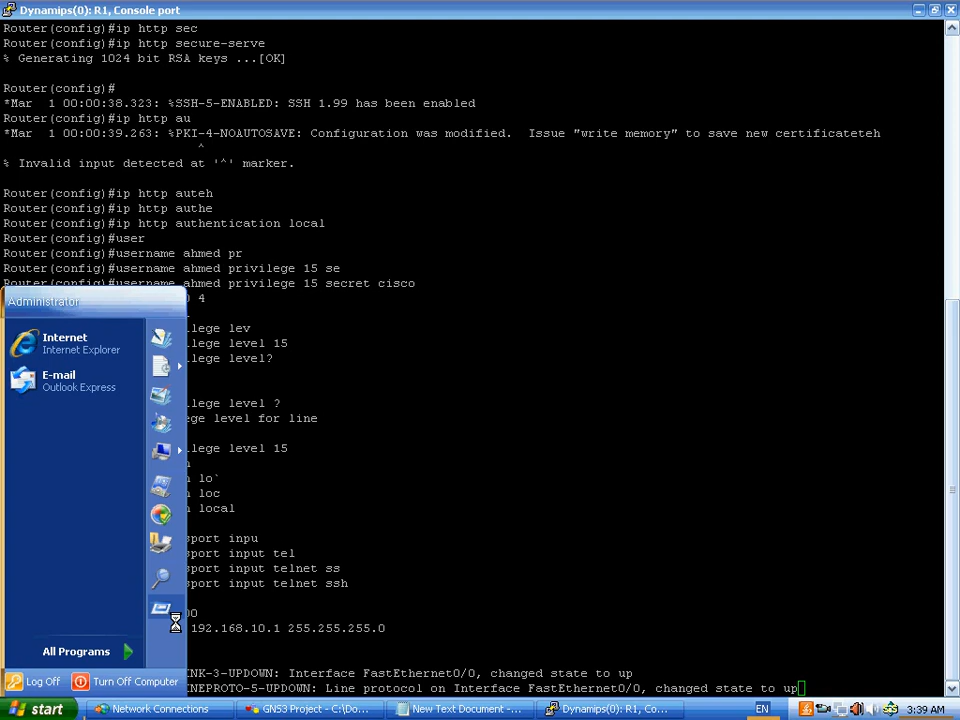 Dynamips(0): R1, Console port
Router(config)#ip http sec
Router(config)#ip http secure-serve
% Generating 1024 bit RSA keys ...[OK]
Router(config)#
*Mar  1 00:00:38.323: %SSH-5-ENABLED: SSH 1.99 has been enabled
Router(config)#ip http au
*Mar  1 00:00:39.263: %PKI-4-NOAUTOSAVE: Configuration was modified.  Issue "write memory" to save new certificateteh
^
% Invalid input detected at '^' marker.
Router(config)#ip http auteh
Router(config)#ip http authe
Router(config)#ip http authentication local
Router(config)#user
Router(config)#username ahmed pr
Router(config)#username ahmed privilege 15 se
Router(config)#username ahmed privilege 15 secret cisco
4
ilege lev
ilege level 15
ilege level?
ilege level ?
ege level for line
ilege level 15
n
n lo`
n loc
n local
sport inpu
sport input tel
sport input telnet ss
sport input telnet ssh
192.168.10.1 255.255.255.0
INK-3-UPDOWN: Interface FastEthernet0/0, changed state to up
INEPROTO-5-UPDOWN: Line protocol on Interface FastEthernet0/0, changed state to up
Administrator
Internet
Internet Explorer
E-mail
Outlook Express
All Programs
Log Off
Turn Off Computer
start
Network Connections
GNS3 Project - C:\Do...
New Text Document -...
Dynamips(0): R1, Co...
EN
3:39 AM